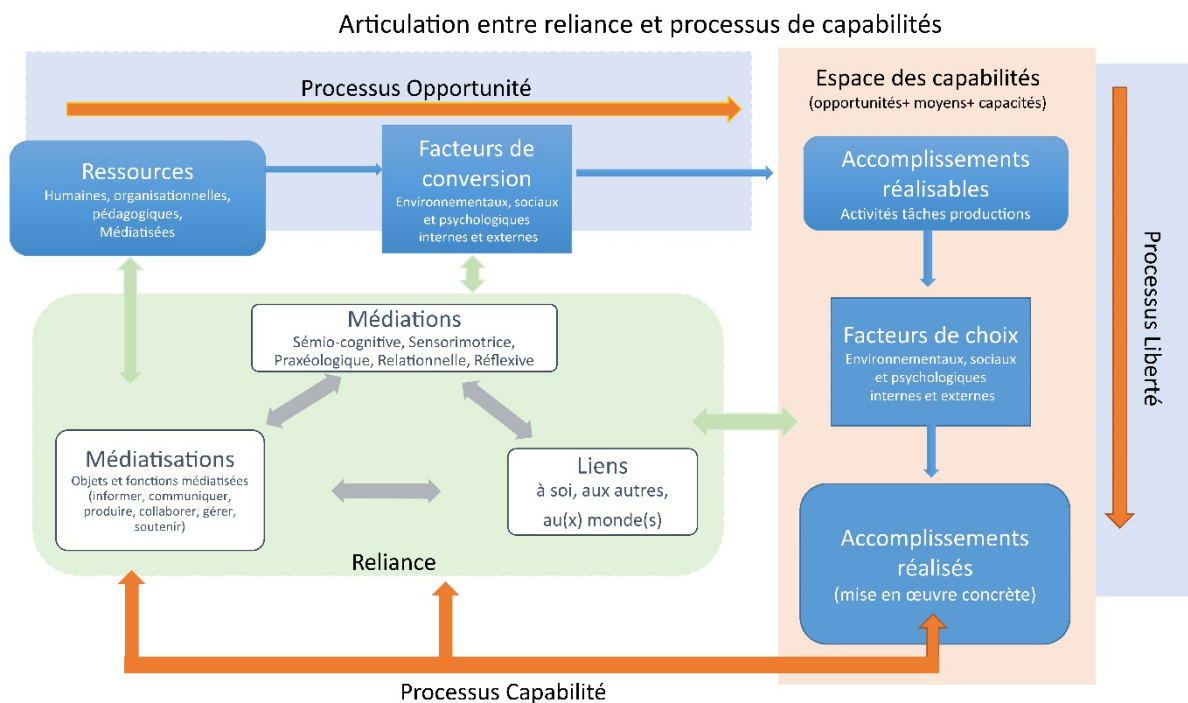 Articulation entre reliance et processus de capabilités
Processus Opportunité
Ressources
Humaines, organisationnelles,
pédagogiques,
Médiatisées
Facteurs de
conversion
Environnementaux, sociaux
et psychologiques
internes et externes
Espace des capabilités
(opportunités+ moyens+ capacités)
Accomplissements
réalisables
Activités tâches productions
Facteurs de choix
Environnementaux, sociaux
et psychologiques
internes et externes
Accomplissements
réalisés
(mise en œuvre concrète)
Processus Liberté
Médiations
Sémio-cognitive, Sensorimotrice,
Praxéologique, Relationnelle, Réflexive
Médiatisations
Objets et fonctions médiatisées
(informer, communiquer,
produire, collaborer, gérer,
soutenir)
Liens
à soi, aux autres,
au(x) monde(s)
Reliance
Processus Capabilité